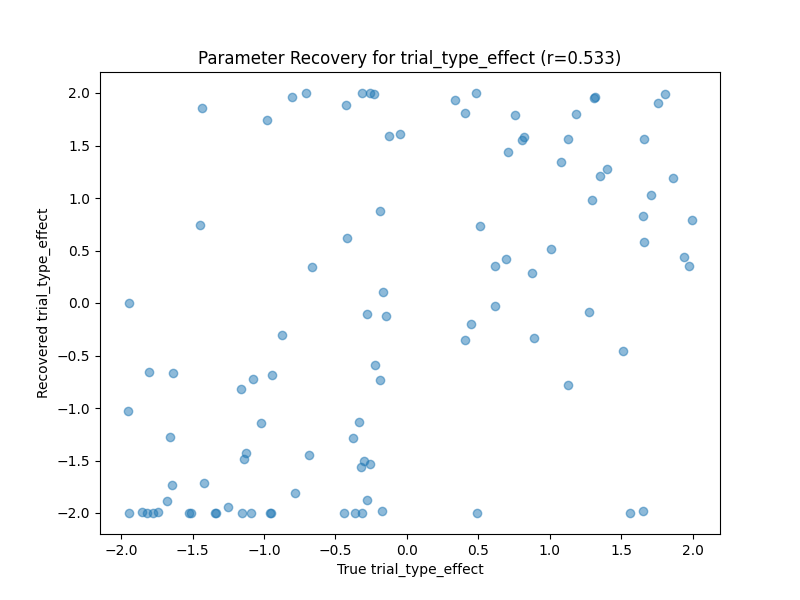 Parameter Recovery for trial_type_effect (r=0.533)
Recovered trial_type_effect
2.0
1.5
1.0
0.5
0.0
−0.5
−1.0
−1.5
−2.0
−2.0 −1.5 −1.0 −0.5 0.0 0.5 1.0 1.5 2.0
True trial_type_effect